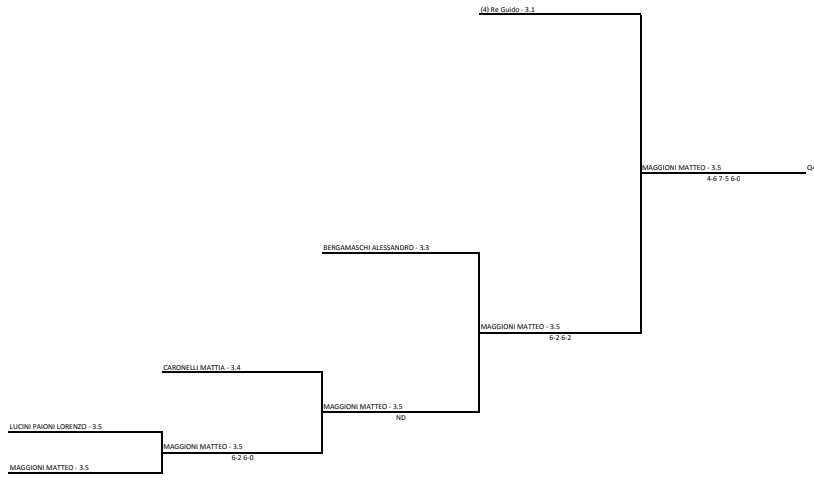 (4) Re Guido - 3.1
MAGGIONI MATTEO - 3.5
4-6 7-5 6-0
BERGAMASCHI ALESSANDRO - 3.3
MAGGIONI MATTEO - 3.5
6-2 6-2
CARONELLI MATTIA - 3.4
MAGGIONI MATTEO - 3.5
ND
LUCINI PAIONI LORENZO - 3.5
MAGGIONI MATTEO - 3.5
6-2 6-0
MAGGIONI MATTEO - 3.5